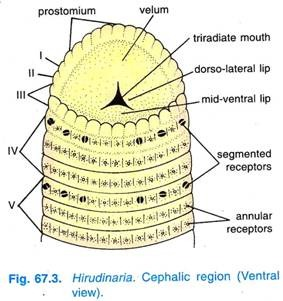 prostomium
velum
I
II
III
IV
V
triradiate mouth
dorso-lateral lip
mid-ventral lip
segmented
receptors
annular
receptors
Fig. 67.3. Hirudinaria. Cephalic region (Ventral
view).